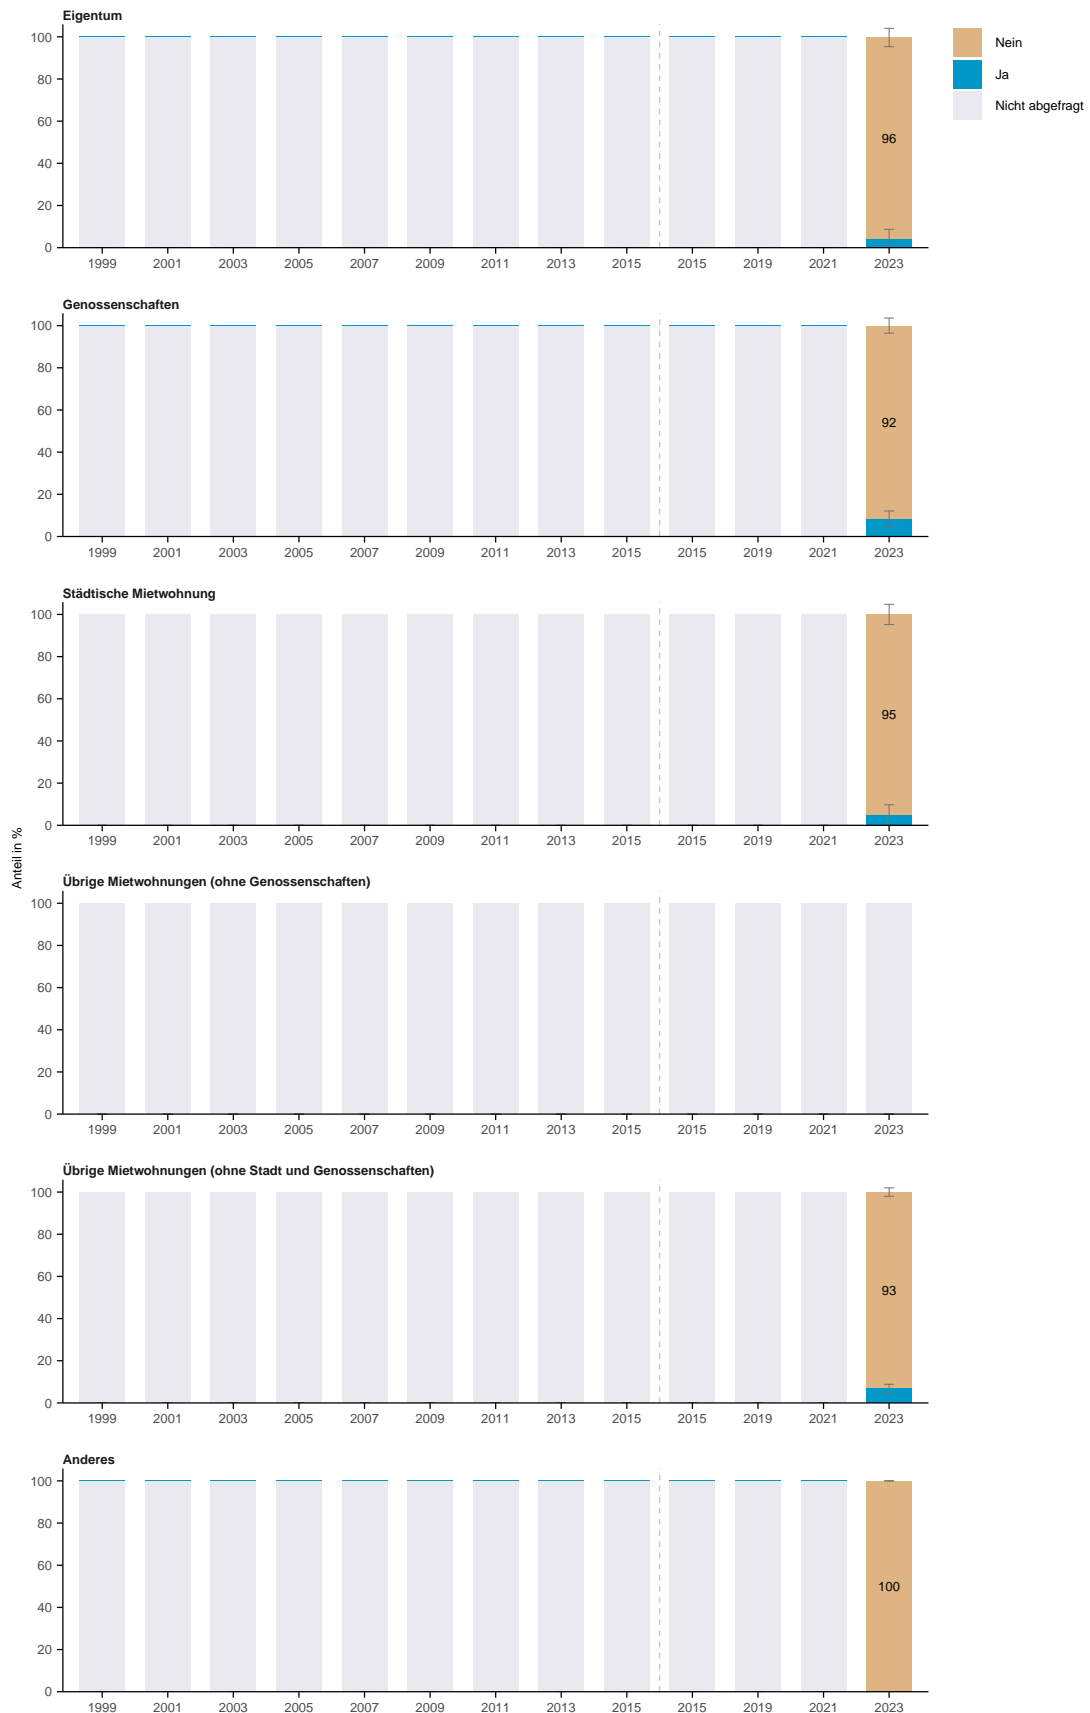 Eigentum
100
80
60
40
20
0
96
1999 2001 2003 2005 2007 2009 2011 2013 2015 2015 2019 2021 2023
Nein
Ja
Nicht abgefragt
Genossenschaften
100
80
60
40
20
0
92
1999 2001 2003 2005 2007 2009 2011 2013 2015 2015 2019 2021 2023
Städtische Mietwohnung
100
80
60
40
20
0
95
1999 2001 2003 2005 2007 2009 2011 2013 2015 2015 2019 2021 2023
Anteil in %
Übrige Mietwohnungen (ohne Genossenschaften)
100
80
60
40
20
0
1999 2001 2003 2005 2007 2009 2011 2013 2015 2015 2019 2021 2023
Übrige Mietwohnungen (ohne Stadt und Genossenschaften)
100
80
60
40
20
0
93
1999 2001 2003 2005 2007 2009 2011 2013 2015 2015 2019 2021 2023
Anderes
100
80
60
40
20
0
100
1999 2001 2003 2005 2007 2009 2011 2013 2015 2015 2019 2021 2023